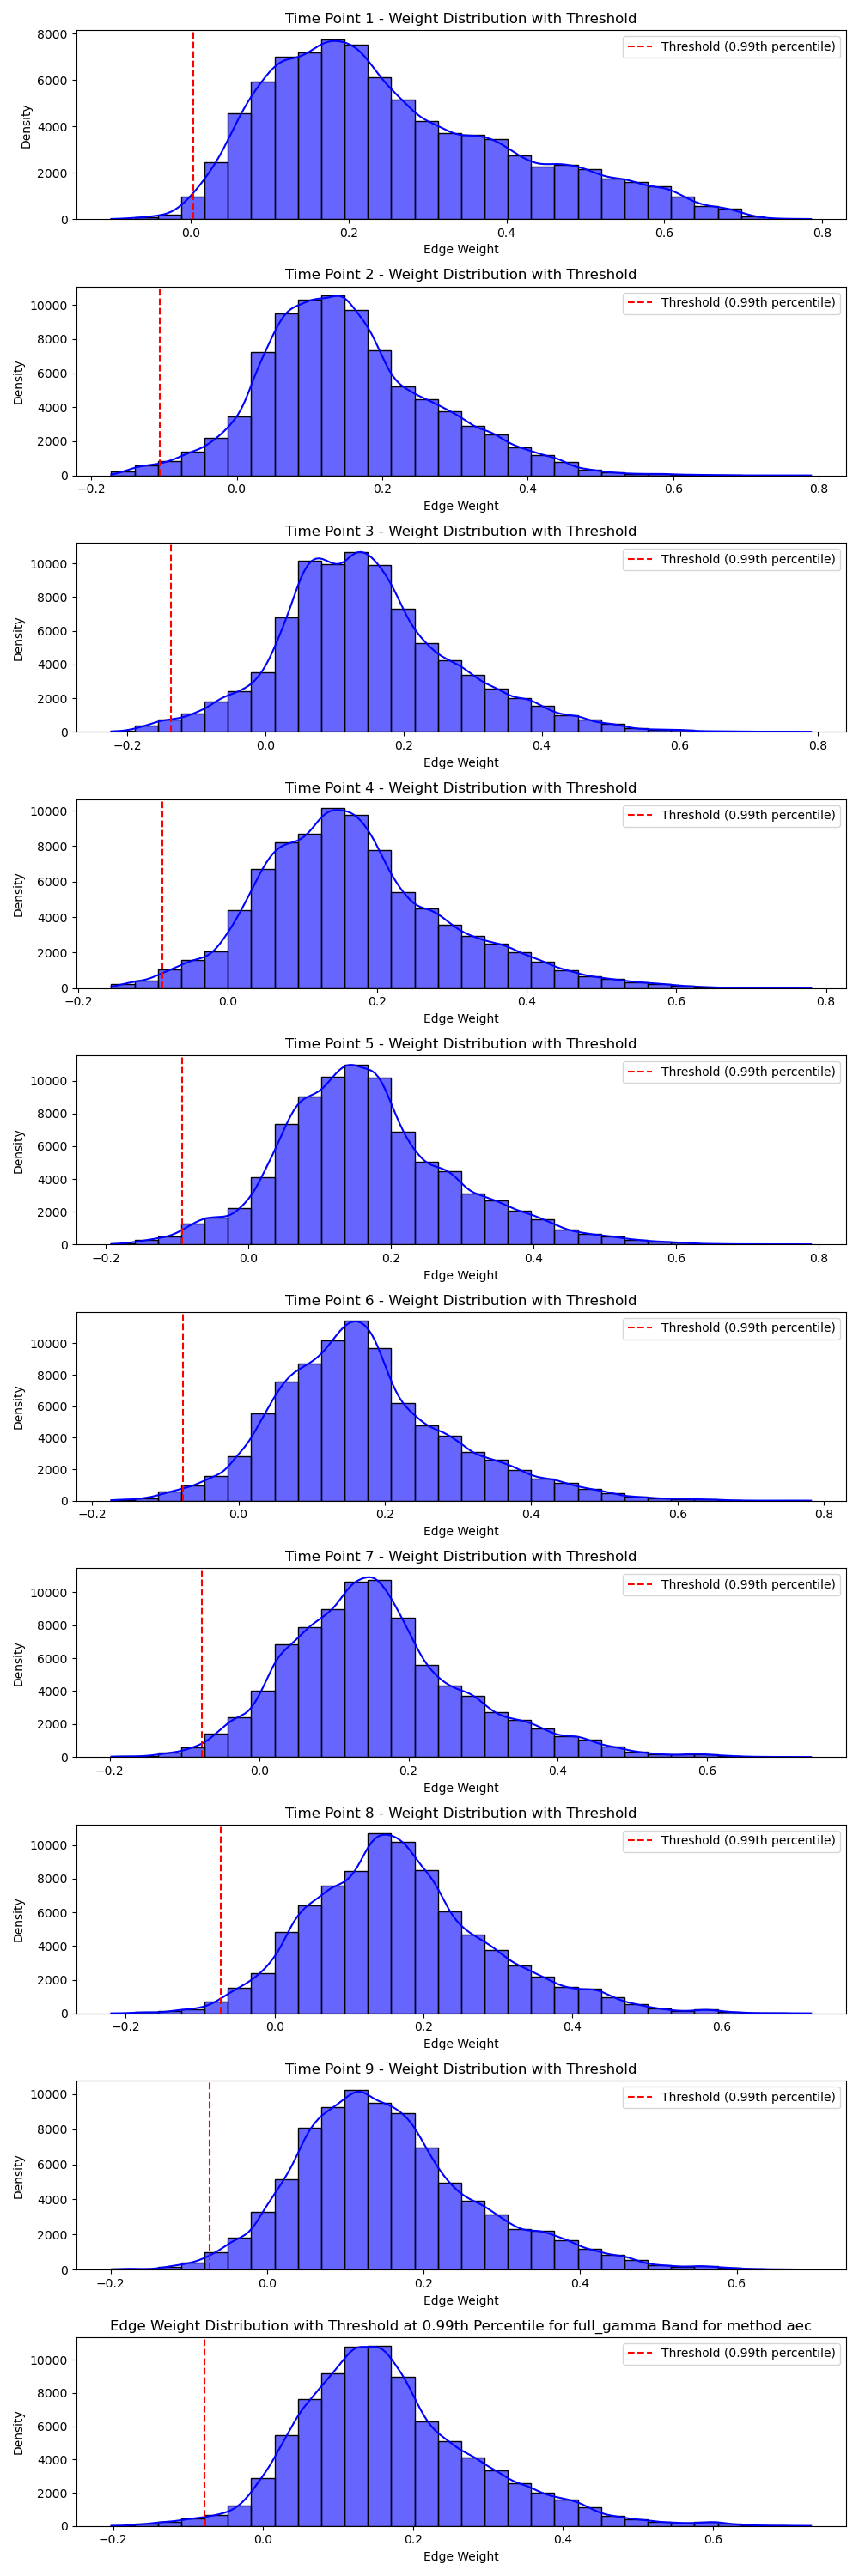 Time Point 1 - Weight Distribution with Threshold
8000
6000
4000
2000
0
Density
Threshold (0.99th percentile)
0.0 0.2 0.4 0.6 0.8
Edge Weight
Time Point 2 - Weight Distribution with Threshold
10000
8000
6000
4000
2000
0
Density
Threshold (0.99th percentile)
−0.2 0.0 0.2 0.4 0.6 0.8
Edge Weight
Time Point 3 - Weight Distribution with Threshold
10000
8000
6000
4000
2000
0
Density
Threshold (0.99th percentile)
−0.2 0.0 0.2 0.4 0.6 0.8
Edge Weight
Time Point 4 - Weight Distribution with Threshold
10000
8000
6000
4000
2000
0
Density
Threshold (0.99th percentile)
−0.2 0.0 0.2 0.4 0.6 0.8
Edge Weight
Time Point 5 - Weight Distribution with Threshold
10000
8000
6000
4000
2000
0
Density
Threshold (0.99th percentile)
−0.2 0.0 0.2 0.4 0.6 0.8
Edge Weight
Time Point 6 - Weight Distribution with Threshold
10000
8000
6000
4000
2000
0
Density
Threshold (0.99th percentile)
−0.2 0.0 0.2 0.4 0.6 0.8
Edge Weight
Time Point 7 - Weight Distribution with Threshold
10000
8000
6000
4000
2000
0
Density
Threshold (0.99th percentile)
−0.2 0.0 0.2 0.4 0.6
Edge Weight
Time Point 8 - Weight Distribution with Threshold
10000
8000
6000
4000
2000
0
Density
Threshold (0.99th percentile)
−0.2 0.0 0.2 0.4 0.6
Edge Weight
Time Point 9 - Weight Distribution with Threshold
10000
8000
6000
4000
2000
0
Density
Threshold (0.99th percentile)
−0.2 0.0 0.2 0.4 0.6
Edge Weight
Edge Weight Distribution with Threshold at 0.99th Percentile for full_gamma Band for method aec
10000
8000
6000
4000
2000
0
Density
Threshold (0.99th percentile)
−0.2 0.0 0.2 0.4 0.6
Edge Weight